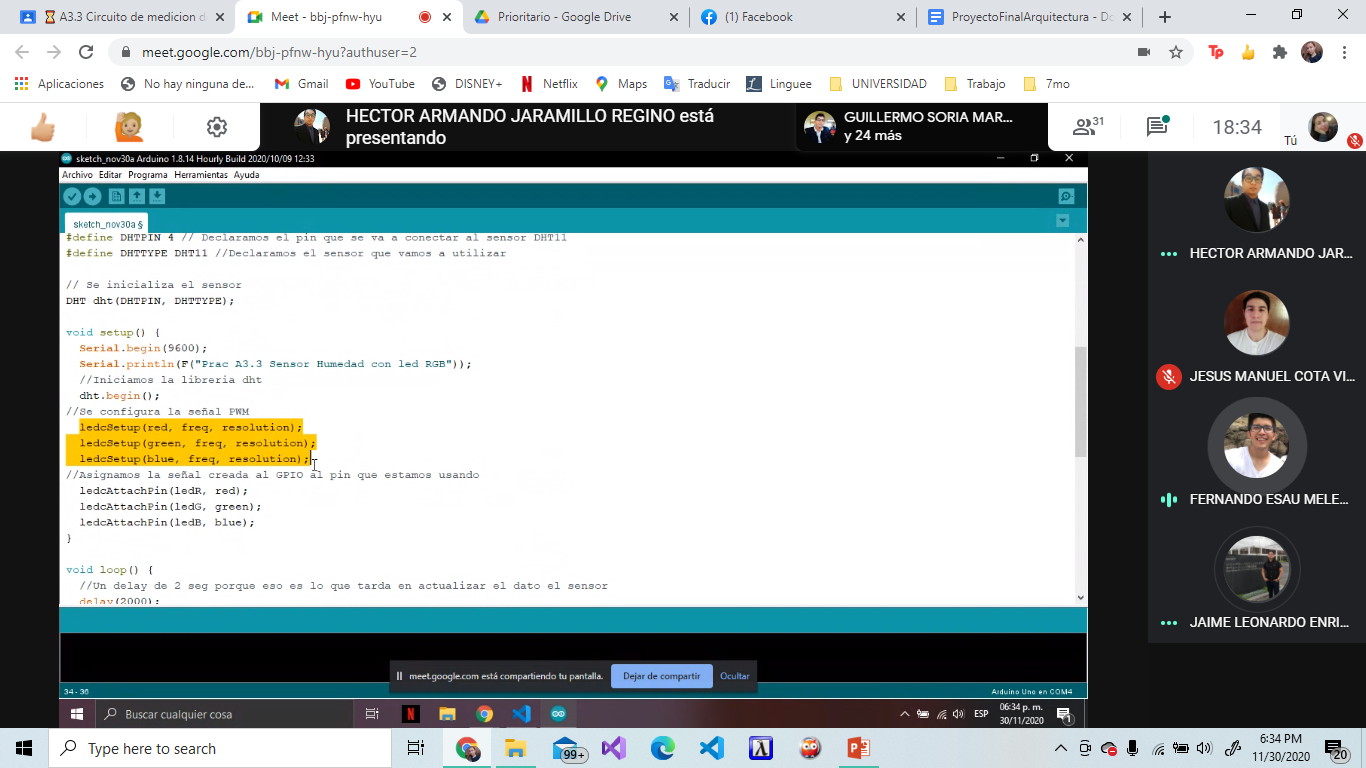 A3.3 Circuito de medicion d
Meet - bbj-pfnw-hyu
Prioritario - Google Drive
(1) Facebook
ProyectoFinalArquitectura - Do
meet.google.com/bbj-pfnw-hyu?authuser=2
Aplicaciones
No hay ninguna de...
Gmail
YouTube
DISNEY+
Netflix
Maps
Traducir
Linguee
UNIVERSIDAD
Trabajo
7mo
HECTOR ARMANDO JARAMILLO REGINO está
presentando
GUILLERMO SORIA MAR...
y 24 más
31
18:34
Tú
sketch_nov30a Arduino 1.8.14 Hourly Build 2020/10/09 12:33
Archivo Editar Programa Herramientas Ayuda
sketch_nov30a §
#define DHTPIN 4 // Declaramos el pin que se va a conectar al sensor DHT11
#define DHTTYPE DHT11 //Declaramos el sensor que vamos a utilizar
// Se inicializa el sensor
DHT dht(DHTPIN, DHTTYPE);
void setup() {
Serial.begin(9600);
Serial.println(F("Prac A3.3 Sensor Humedad con led RGB"));
//Iniciamos la libreria dht
dht.begin();
//Se configura la señal PWM
ledcSetup(red, freq, resolution);
ledcSetup(green, freq, resolution);
ledcSetup(blue, freq, resolution);
//Asignamos la señal creada al GPIO al pin que estamos usando
ledcAttachPin(ledR, red);
ledcAttachPin(ledG, green);
ledcAttachPin(ledB, blue);
}
void loop() {
//Un delay de 2 seg porque eso es lo que tarda en actualizar el dato el sensor
delay(2000);
meet.google.com está compartiendo tu pantalla.
Dejar de compartir
Ocultar
34 - 36
Arduino Uno en COM4
Buscar cualquier cosa
ESP
06:34 p. m.
30/11/2020
1
HECTOR ARMANDO JAR...
JESUS MANUEL COTA VI...
FERNANDO ESAU MELE...
JAIME LEONARDO ENRI...
Type here to search
99+
6:34 PM
11/30/2020
20